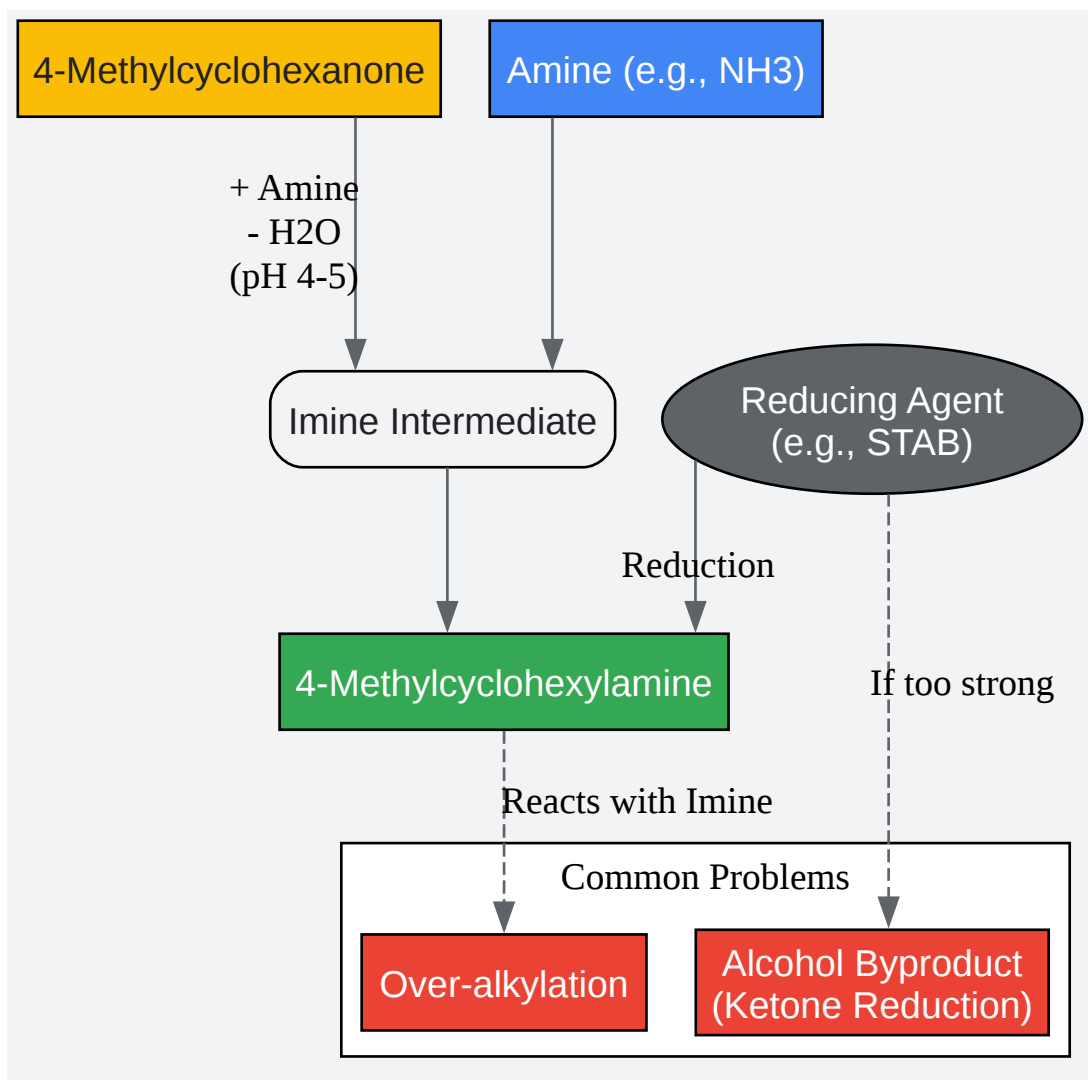 4-Methylcyclohexanone
Amine (e.g., NH3)
+ Amine
- H2O
(pH 4-5)
Imine Intermediate
Reducing Agent
(e.g., STAB)
Reduction
4-Methylcyclohexylamine
If too strong
Reacts with Imine
Common Problems
Over-alkylation
Alcohol Byproduct
(Ketone Reduction)